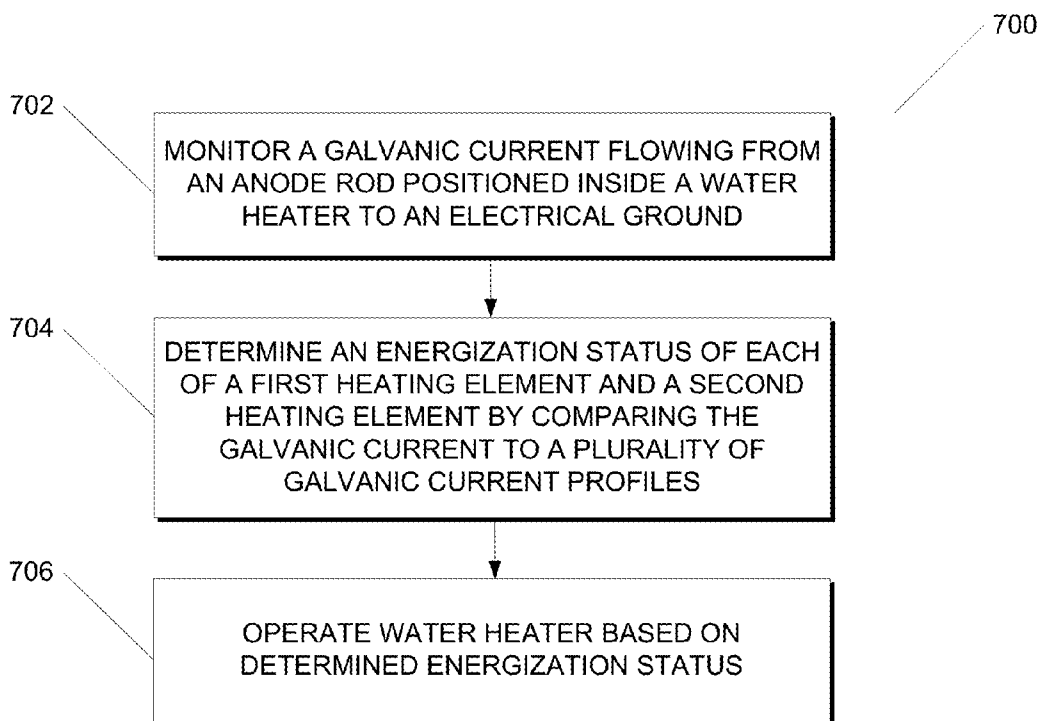 700
702
MONITOR A GALVANIC CURRENT FLOWING FROM
AN ANODE ROD POSITIONED INSIDE A WATER
HEATER TO AN ELECTRICAL GROUND
704
DETERMINE AN ENERGIZATION STATUS OF EACH
OF A FIRST HEATING ELEMENT AND A SECOND
HEATING ELEMENT BY COMPARING THE
GALVANIC CURRENT TO A PLURALITY OF
GALVANIC CURRENT PROFILES
706
OPERATE WATER HEATER BASED ON
DETERMINED ENERGIZATION STATUS